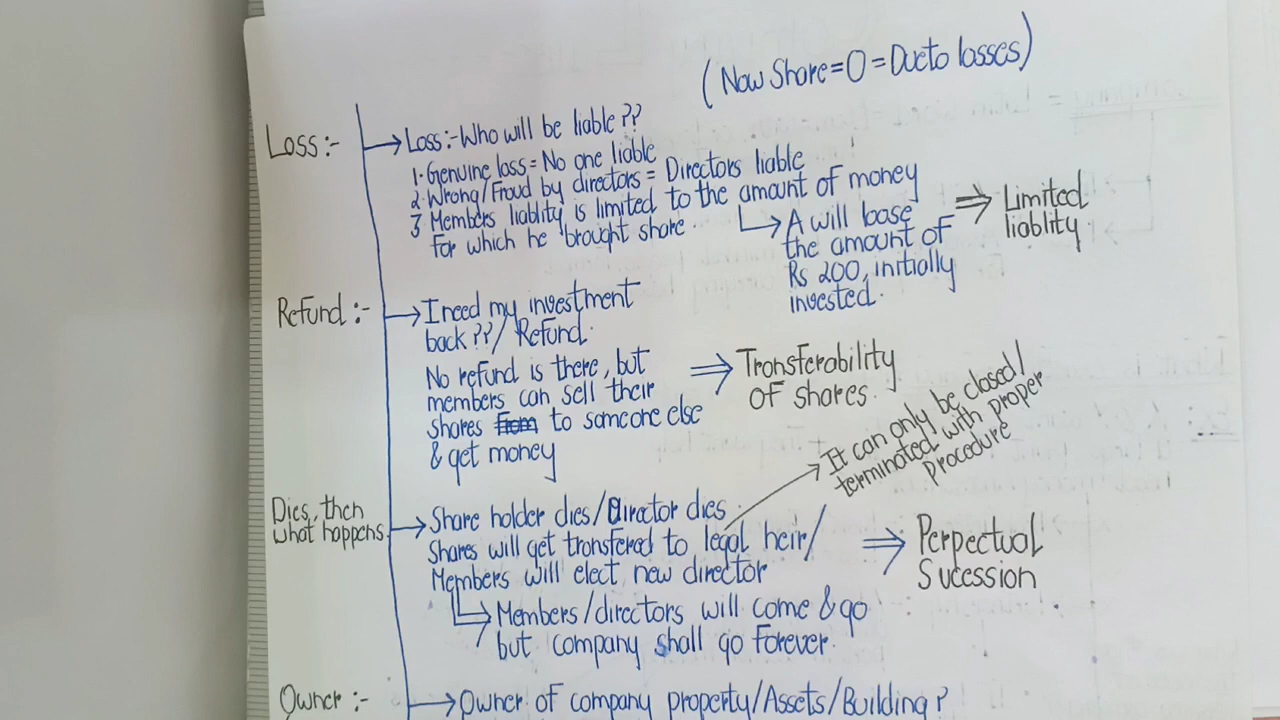 (Now Share=0=Due to losses)
Loss:-
→Loss:-Who will be liable??
1. Genuine loss= No one liable
2. Wrong/Fraud by directors = Directors liable
3 Members liablity is limited to the amount of money
for which he brought share.
A will loose
the amount of
Rs 200, initially
invested.
⇒ Limited
liablity
Refund:-
→I need my investment
back??/ Refund.
No refund is there, but
members can sell their
shares from to someone else
& get money
⇒ Transferability
of shares.
Dies, then
what happens
→Share holder dies/Director dies
Shares will get transfered to legal heir/
Members will elect new director
→It can only be closed/
terminated with proper
procedure
⇒ Perpectual
Sucession
Members/directors will come & go
but company shall go forever.
Owner:-
→Owner of company property/Assets/Building?